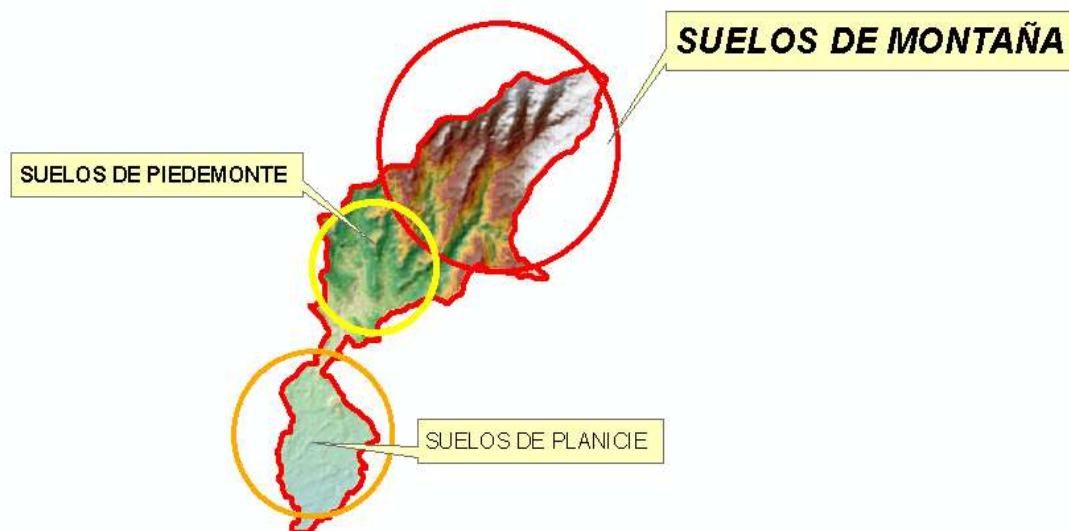 SUELOS DE MONTAÑA
SUELOS DE PIEDEMONTE
SUELOS DE PLANICIE